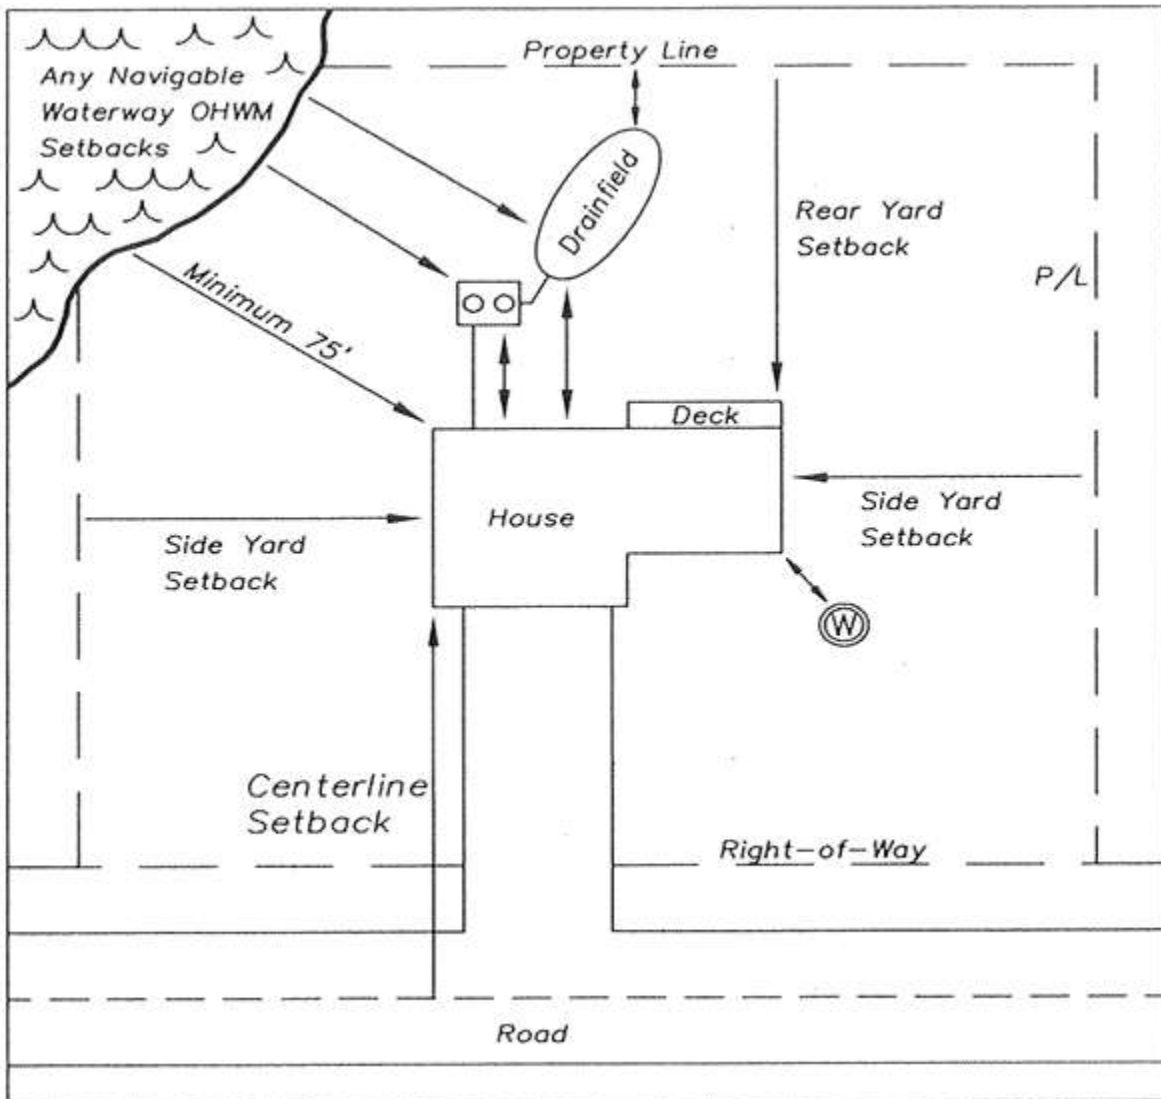 Property Line
Any Navigable
Waterway OHWM
Setbacks
Drainfield
Rear Yard
Setback
P/L
Minimum 75'
Deck
House
Side Yard
Setback
Side Yard
Setback
W
Centerline
Setback
Right-of-Way
Road